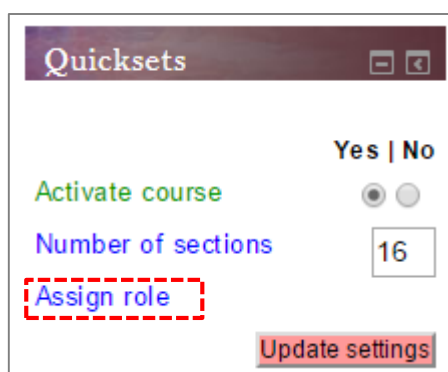 Quicksets
Yes | No
Activate course
Number of sections 16
Assign role
Update settings